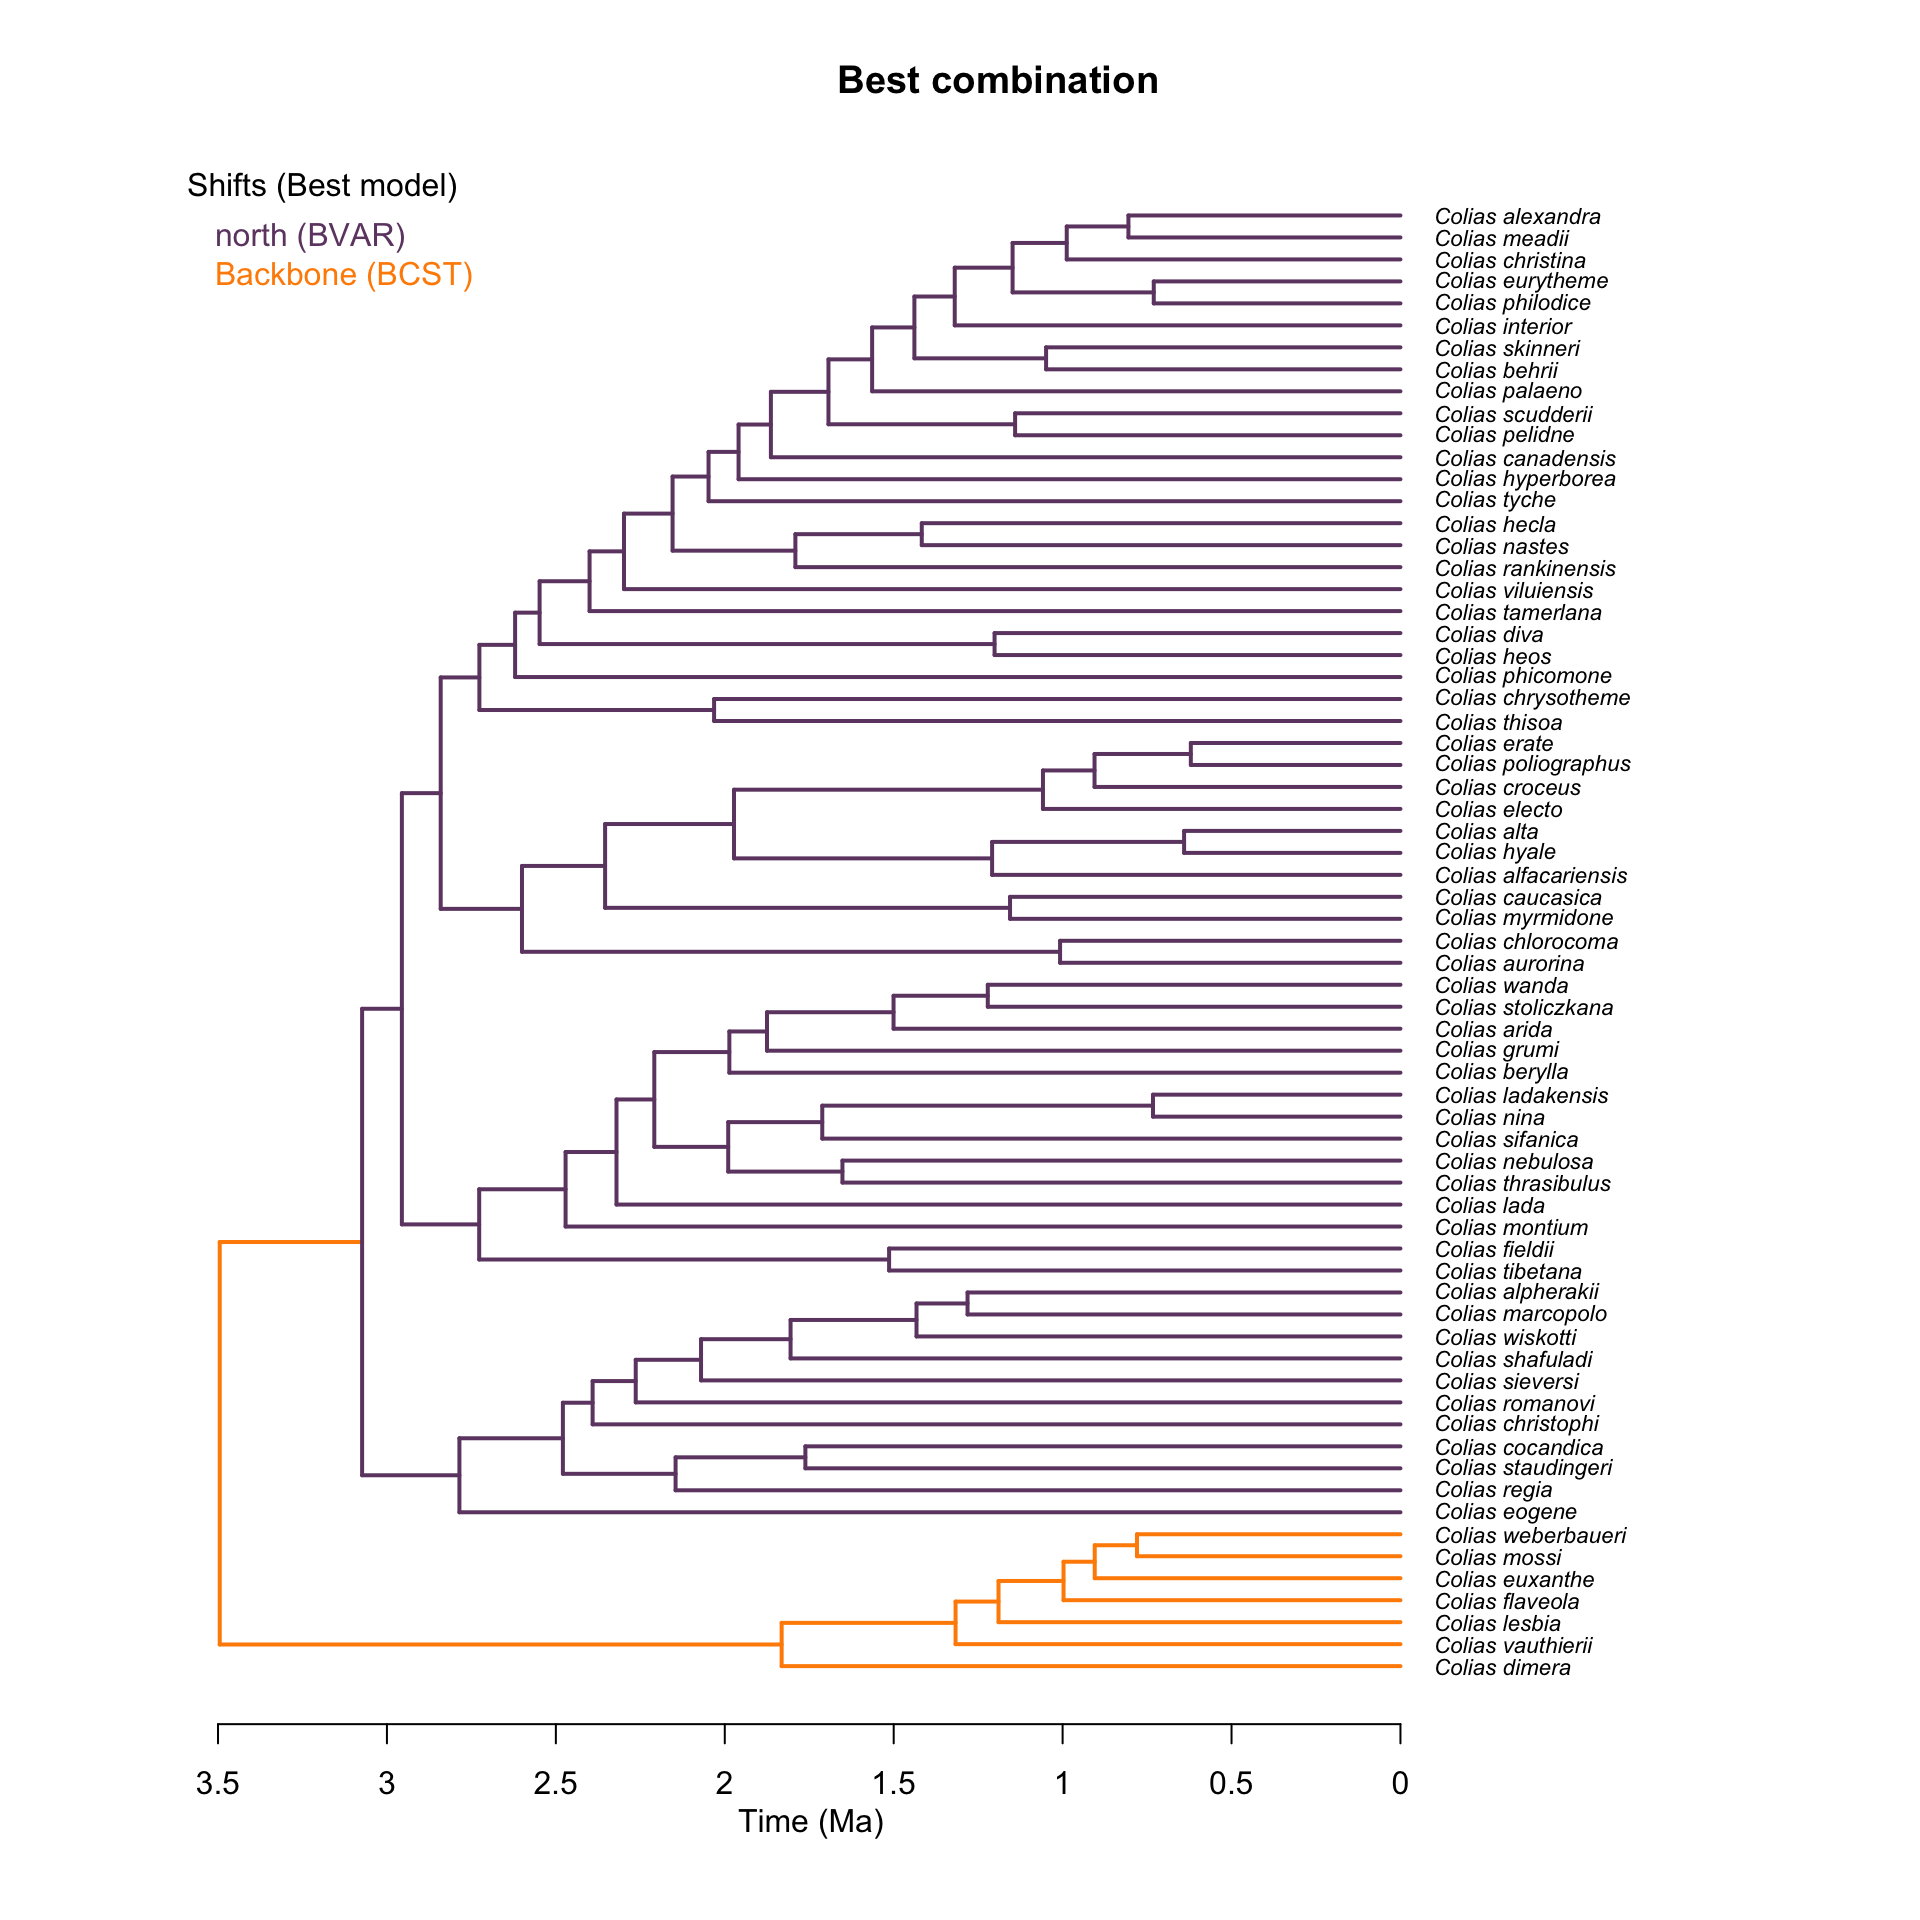 Best combination
Shifts (Best model)
north (BVAR)
Backbone (BCST)
Colias alexandra
Colias meadii
Colias christina
Colias eurytheme
Colias philodice
Colias interior
Colias skinneri
Colias behrii
Colias palaeno
Colias scudderii
Colias pelidne
Colias canadensis
Colias hyperborea
Colias tyche
Colias hecla
Colias nastes
Colias rankinensis
Colias viluiensis
Colias tamerlana
Colias diva
Colias heos
Colias phicomone
Colias chrysotheme
Colias thisoa
Colias erate
Colias poliographus
Colias croceus
Colias electo
Colias alta
Colias hyale
Colias alfacariensis
Colias caucasica
Colias myrmidone
Colias chlorocoma
Colias aurorina
Colias wanda
Colias stoliczkana
Colias arida
Colias grumi
Colias berylla
Colias ladakensis
Colias nina
Colias sifanica
Colias nebulosa
Colias thrasibulus
Colias lada
Colias montium
Colias fieldii
Colias tibetana
Colias alpherakii
Colias marcopolo
Colias wiskotti
Colias shafuladi
Colias sieversi
Colias romanovi
Colias christophi
Colias cocandica
Colias staudingeri
Colias regia
Colias eogene
Colias weberbaueri
Colias mossi
Colias euxanthe
Colias flaveola
Colias lesbia
Colias vauthierii
Colias dimera
3.5 3 2.5 2 1.5 1 0.5 0
Time (Ma)